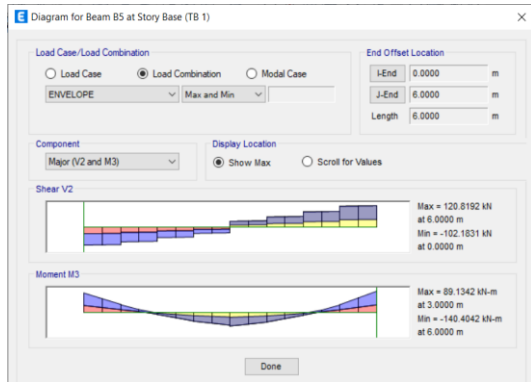 E Diagram for Beam B5 at Story Base (TB 1)
Load Case/Load Combination
Load Case Load Combination Modal Case
ENVELOPE Max and Min
End Offset Location
I-End 0.0000 m
J-End 6.0000 m
Length 6.0000 m
Component
Major (V2 and M3)
Display Location
Show Max Scroll for Values
Shear V2
Max = 120.8192 kN
at 6.0000 m
Min = -102.1831 kN
at 0.0000 m
Moment M3
Max = 89.1342 kN-m
at 3.0000 m
Min = -140.4042 kN-m
at 6.0000 m
Done